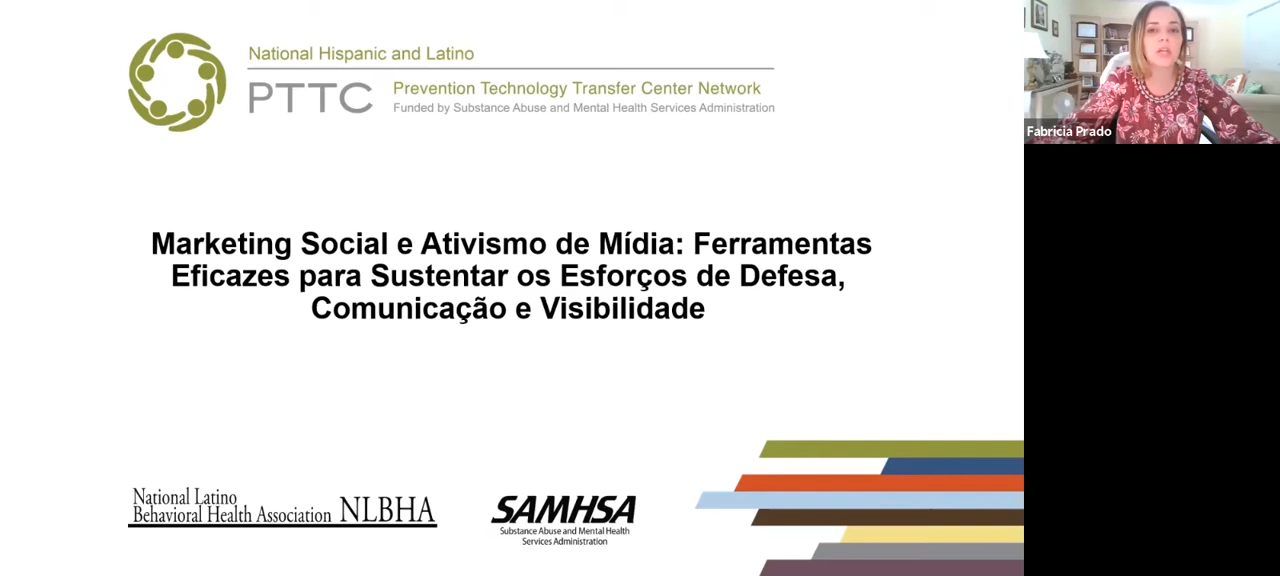 National Hispanic and Latino
PTTC
Prevention Technology Transfer Center Network
Funded by Substance Abuse and Mental Health Services Administration
Fabricia Prado
Marketing Social e Ativismo de Mídia: Ferramentas
Eficazes para Sustentar os Esforços de Defesa,
Comunicação e Visibilidade
National Latino
Behavioral Health Association NLBHA
SAMHSA
Substance Abuse and Mental Health
Services Administration